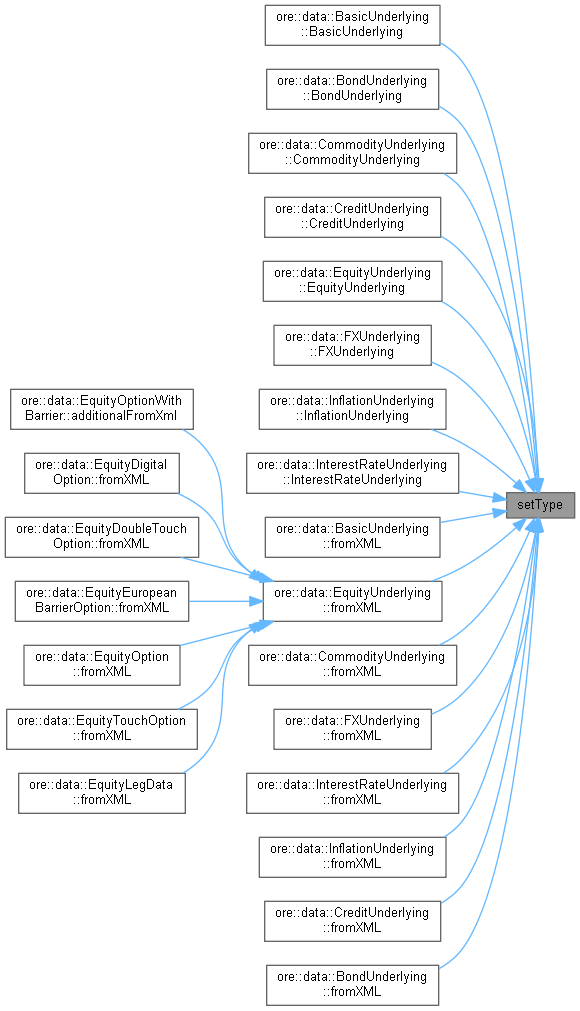 ore::data::BasicUnderlying
::BasicUnderlying
ore::data::BondUnderlying
::BondUnderlying
ore::data::CommodityUnderlying
::CommodityUnderlying
ore::data::CreditUnderlying
::CreditUnderlying
ore::data::EquityUnderlying
::EquityUnderlying
ore::data::FXUnderlying
::FXUnderlying
ore::data::InflationUnderlying
::InflationUnderlying
ore::data::InterestRateUnderlying
::InterestRateUnderlying
ore::data::BasicUnderlying
::fromXML
ore::data::EquityUnderlying
::fromXML
ore::data::CommodityUnderlying
::fromXML
ore::data::FXUnderlying
::fromXML
ore::data::InterestRateUnderlying
::fromXML
ore::data::InflationUnderlying
::fromXML
ore::data::CreditUnderlying
::fromXML
ore::data::BondUnderlying
::fromXML
ore::data::EquityOptionWith
Barrier::additionalFromXml
ore::data::EquityDigital
Option::fromXML
ore::data::EquityDoubleTouch
Option::fromXML
ore::data::EquityEuropean
BarrierOption::fromXML
ore::data::EquityOption
::fromXML
ore::data::EquityTouchOption
::fromXML
ore::data::EquityLegData
::fromXML
setType